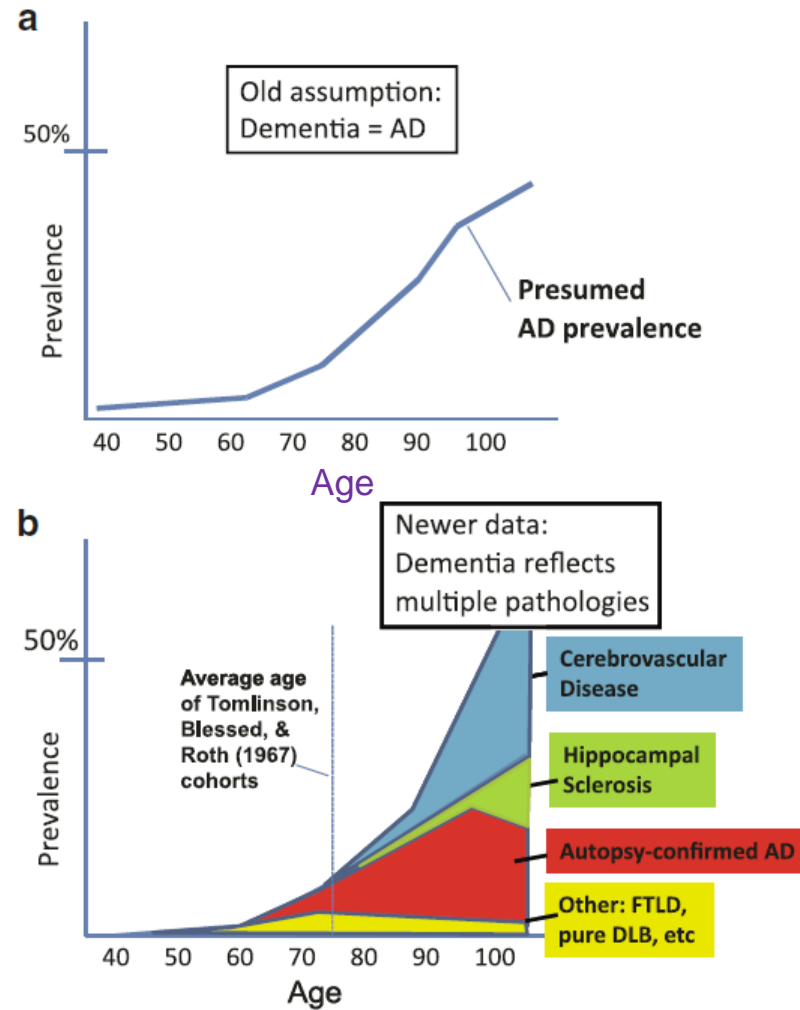 a
Old assumption:
Dementia = AD
50%
Prevalence
Presumed
AD prevalence
40 50 60 70 80 90 100
Age
b
Newer data:
Dementia reflects
multiple pathologies
50%
Average age
of Tomlinson,
Blessed, &
Roth (1967)
cohorts
Prevalence
Cerebrovascular
Disease
Hippocampal
Sclerosis
Autopsy-confirmed AD
Other: FTLD,
pure DLB, etc
40 50 60 70 80 90 100
Age